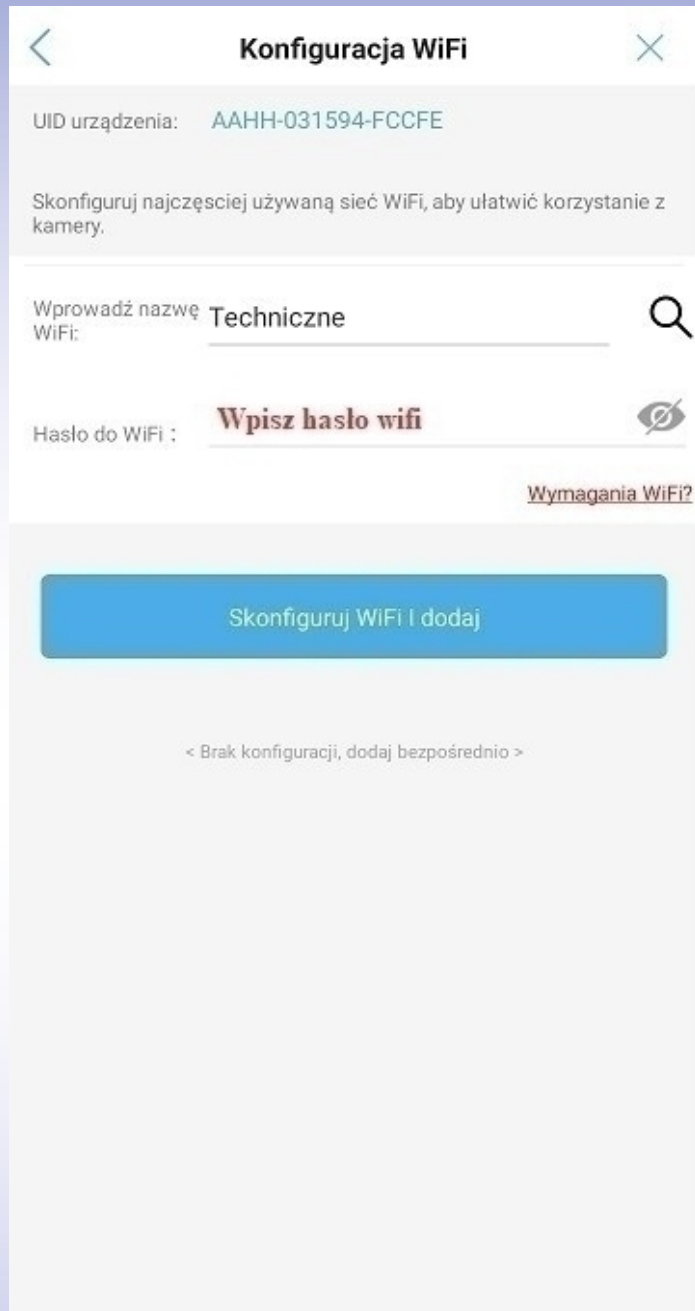 Konfiguracja WiFi
UID urządzenia: AAHH-031594-FCCFE
Skonfiguruj najczęsciej używaną sieć WiFi, aby ułatwić korzystanie z
kamery.
Wprowadź nazwę
WiFi:
Techniczne
Hasło do WiFi : Wpisz hasło wifi
Wymagania WiFi?
Skonfiguruj WiFi I dodaj
< Brak konfiguracji, dodaj bezpośrednio >